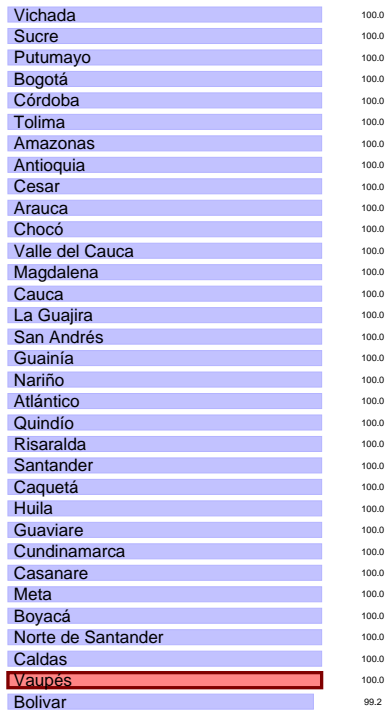 Vichada 100.0
Sucre 100.0
Putumayo 100.0
Bogotá 100.0
Córdoba 100.0
Tolima 100.0
Amazonas 100.0
Antioquia 100.0
Cesar 100.0
Arauca 100.0
Chocó 100.0
Valle del Cauca 100.0
Magdalena 100.0
Cauca 100.0
La Guajira 100.0
San Andrés 100.0
Guainía 100.0
Nariño 100.0
Atlántico 100.0
Quindío 100.0
Risaralda 100.0
Santander 100.0
Caquetá 100.0
Huila 100.0
Guaviare 100.0
Cundinamarca 100.0
Casanare 100.0
Meta 100.0
Boyacá 100.0
Norte de Santander 100.0
Caldas 100.0
Vaupés 100.0
Bolivar 99.2